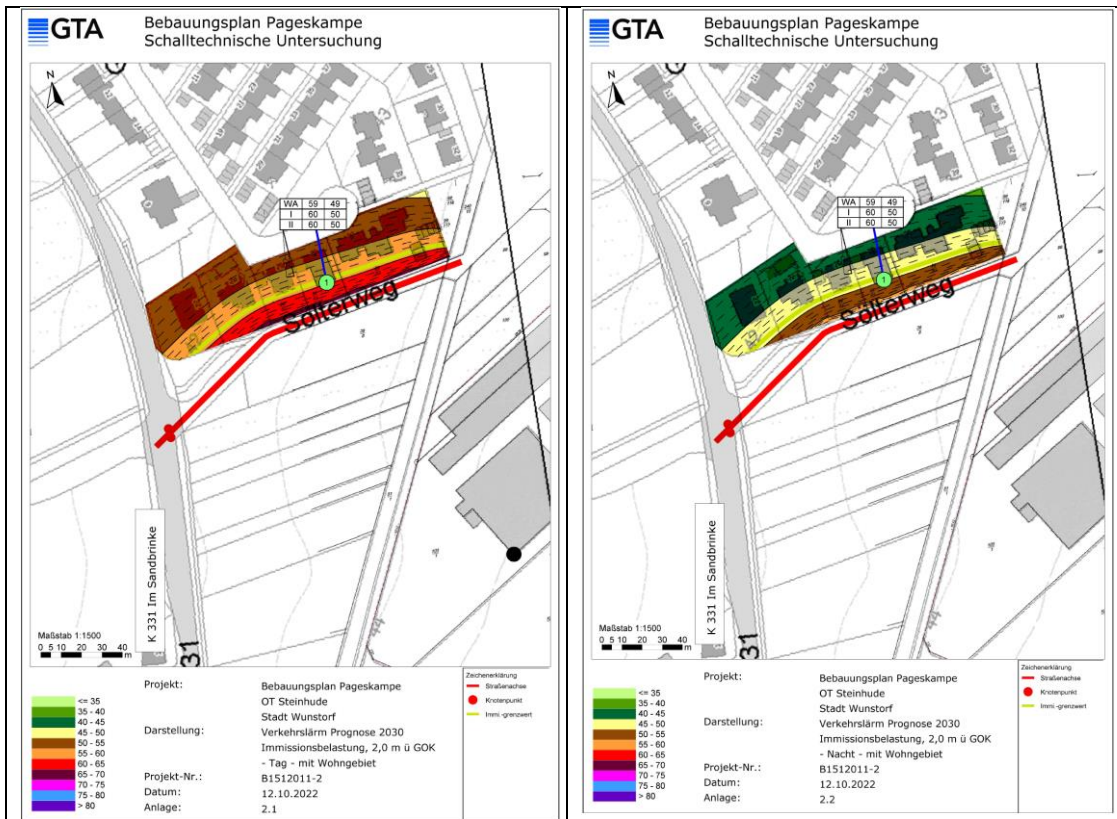 GTA
Bebauungsplan Pageskampe
Schalltechnische Untersuchung
N
WA 59 49
I 60 50
II 60 50
1
Sölterweg
K 331 Im Sandbrinke
31
Maßstab 1:1500
0 5 10 20 30 40
m
<= 35
35 - 40
40 - 45
45 - 50
50 - 55
55 - 60
60 - 65
65 - 70
70 - 75
75 - 80
> 80
Projekt: Bebauungsplan Pageskampe
OT Steinhude
Stadt Wunstorf
Darstellung: Verkehrslärm Prognose 2030
Immissionsbelastung, 2,0 m ü GOK
- Tag - mit Wohngebiet
Projekt-Nr.: B1512011-2
Datum: 12.10.2022
Anlage: 2.1
Zeichenerklärung
Straßenachse
Knotenpunkt
Immi.-grenzwert
GTA
Bebauungsplan Pageskampe
Schalltechnische Untersuchung
N
WA 59 49
I 60 50
II 60 50
1
Sölterweg
K 331 Im Sandbrinke
31
Maßstab 1:1500
0 5 10 20 30 40
m
<= 35
35 - 40
40 - 45
45 - 50
50 - 55
55 - 60
60 - 65
65 - 70
70 - 75
75 - 80
> 80
Projekt: Bebauungsplan Pageskampe
OT Steinhude
Stadt Wunstorf
Darstellung: Verkehrslärm Prognose 2030
Immissionsbelastung, 2,0 m ü GOK
- Nacht - mit Wohngebiet
Projekt-Nr.: B1512011-2
Datum: 12.10.2022
Anlage: 2.2
Zeichenerklärung
Straßenachse
Knotenpunkt
Immi.-grenzwert